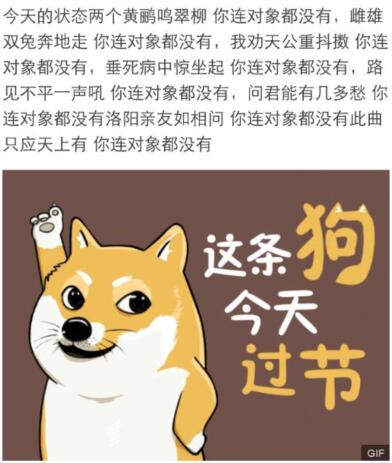 今天的状态两个黄鹂鸣翠柳 你连对象都没有，雌雄
双兔奔地走 你连对象都没有，我劝天公重抖擞 你连
对象都没有，垂死病中惊坐起 你连对象都没有，路
见不平一声吼 你连对象都没有，问君能有几多愁 你
连对象都没有洛阳亲友如相问 你连对象都没有此曲
只应天上有 你连对象都没有
这条狗
今天
过节
GIF